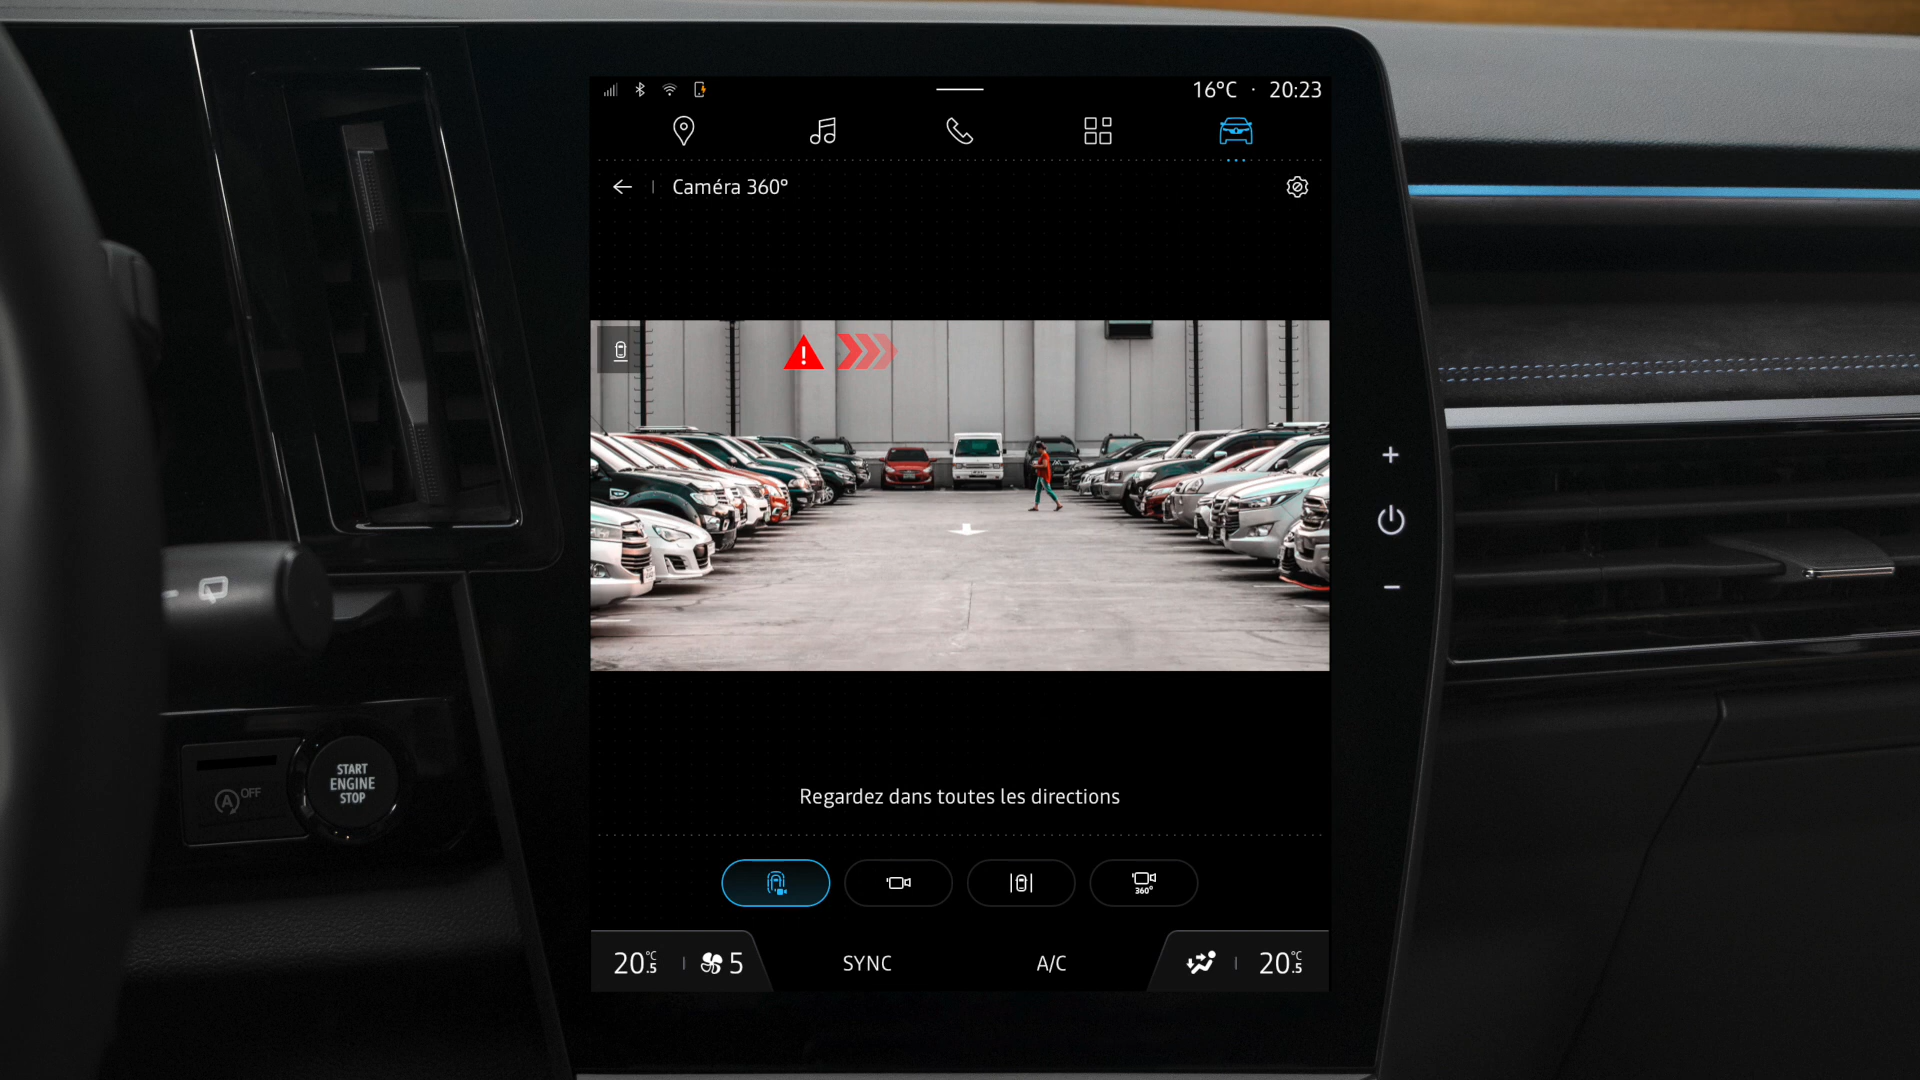 16°C · 20:23
Caméra 360°
Regardez dans toutes les directions
360°
20.5 °C
5
SYNC
A/C
20.5 °C
A OFF
START
ENGINE
STOP